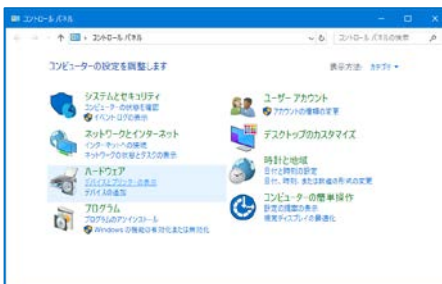 コントロール パネル
コントロール パネル
コントロール パネルの検索
コンピューターの設定を調整します
表示方法: カテゴリ
システムとセキュリティ
コンピューターの状態を確認
イベント ログの表示
ネットワークとインターネット
インターネットへの接続
ネットワークの状態とタスクの表示
ハードウェア
デバイスとプリンターの表示
デバイスの追加
プログラム
プログラムのアンインストール
Windows の機能の有効化または無効化
ユーザー アカウント
アカウントの種類の変更
デスクトップのカスタマイズ
時計と地域
日付と時刻の設定
日付、時刻、または数値の形式の変更
コンピューターの簡単操作
設定の提案の表示
視覚ディスプレイの最適化